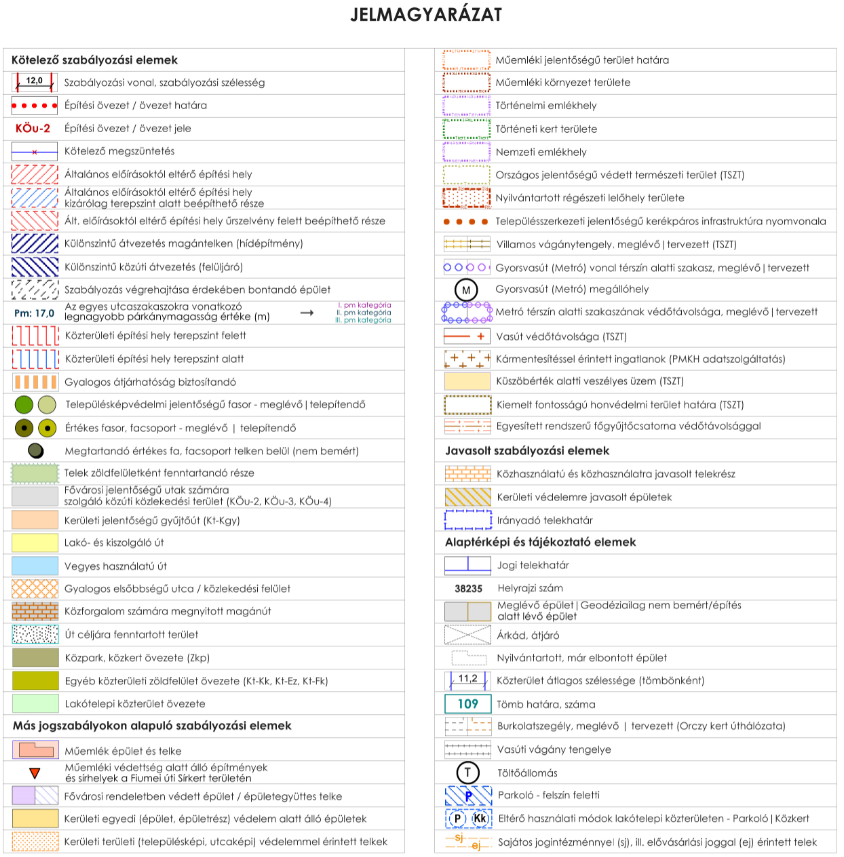 JELMAGYARÁZAT
Kötelező szabályozási elemek
12,0 Szabályozási vonal, szabályozási szélesség
Építési övezet / övezet határa
KÖu-2 Építési övezet / övezet jele
Kötelező megszüntetés
Általános előírásoktól eltérő építési hely
Általános előírásoktól eltérő építési hely
kizárólag terepszint alatt beépíthető része
Ált. előírásoktól eltérő építési hely űrszelvény felett beépíthető része
Különszintű átvezetés magántelken (hídépítmény)
Különszintű közúti átvezetés (felüljáró)
Szabályozás végrehajtása érdekében bontandó épület
Pm: 17,0 Az egyes utcaszakaszokra vonatkozó
legnagyobb párkánymagasság értéke (m) →
I. pm kategória
II. pm kategória
III. pm kategória
Közterületi építési hely terepszint felett
Közterületi építési hely terepszint alatt
Gyalogos átjárhatóság biztosítandó
Településképvédelmi jelentőségű fasor - meglévő|telepítendő
Értékes fasor, facsoport - meglévő | telepítendő
Megtartandó értékes fa, facsoport telken belül (nem bemért)
Telek zöldfelületként fenntartandó része
Fővárosi jelentőségű utak számára
szolgáló közúti közlekedési terület (KÖu-2, KÖu-3, KÖu-4)
Kerületi jelentőségű gyűjtőút (Kt-Kgy)
Lakó- és kiszolgáló út
Vegyes használatú út
Gyalogos elsőbbségű utca / közlekedési felület
Közforgalom számára megnyitott magánút
Út céljára fenntartott terület
Közpark, közkert övezete (Zkp)
Egyéb közterületi zöldfelület övezete (Kt-Kk, Kt-Ez, Kt-Fk)
Lakótelepi közterület övezete
Más jogszabályokon alapuló szabályozási elemek
Műemlék épület és telke
Műemléki védettség alatt álló építmények
és sírhelyek a Fiumei úti Sírkert területén
Fővárosi rendeletben védett épület / épületegyüttes telke
Kerületi egyedi (épület, épületrész) védelem alatt álló épületek
Kerületi területi (településképi, utcaképi) védelemmel érintett telkek
Műemléki jelentőségű terület határa
Műemléki környezet területe
Történelmi emlékhely
Történeti kert területe
Nemzeti emlékhely
Országos jelentőségű védett természeti terület (TSZT)
Nyilvántartott régészeti lelőhely területe
Településszerkezeti jelentőségű kerékpáros infrastruktúra nyomvonala
Villamos vágánytengely, meglévő|tervezett (TSZT)
Gyorsvasút (Metró) vonal térszín alatti szakasz, meglévő|tervezett
M Gyorsvasút (Metró) megállóhely
Metró térszín alatti szakaszának védőtávolsága, meglévő|tervezett
Vasút védőtávolsága (TSZT)
Kármentesítéssel érintett ingatlanok (PMKH adatszolgáltatás)
Küszöbérték alatti veszélyes üzem (TSZT)
Kiemelt fontosságú honvédelmi terület határa (TSZT)
Egyesített rendszerű főgyűjtőcsatorna védőtávolsággal
Javasolt szabályozási elemek
Közhasználatú és közhasználatra javasolt telekrész
Kerületi védelemre javasolt épületek
Irányadó telekhatár
Alaptérképi és tájékoztató elemek
Jogi telekhatár
38235 Helyrajzi szám
Meglévő épület|Geodéziailag nem bemért/építés
alatt lévő épület
Árkád, átjáró
Nyilvántartott, már elbontott épület
11,2 Közterület átlagos szélessége (tömbönként)
109 Tömb határa, száma
Burkolatszegély, meglévő | tervezett (Orczy kert úthálózata)
Vasúti vágány tengelye
T Töltőállomás
P Parkoló - felszín feletti
P Kk Eltérő használati módok lakótelepi közterületen - Parkoló|Közkert
sj ej Sajátos jogintézménnyel (sj), ill. elővásárlási joggal (ej) érintett telek